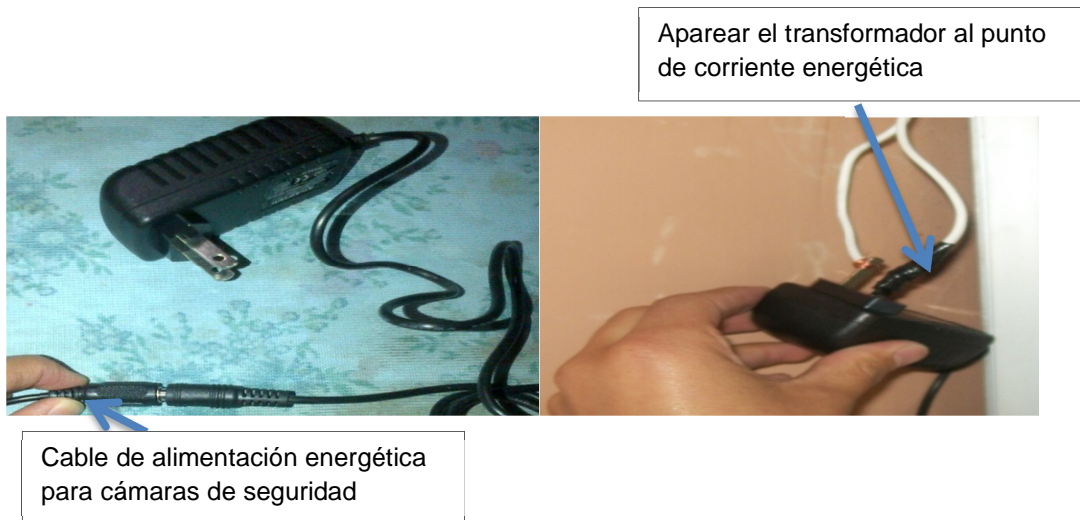 Aparear el transformador al punto
de corriente energética
Cable de alimentación energética
para cámaras de seguridad